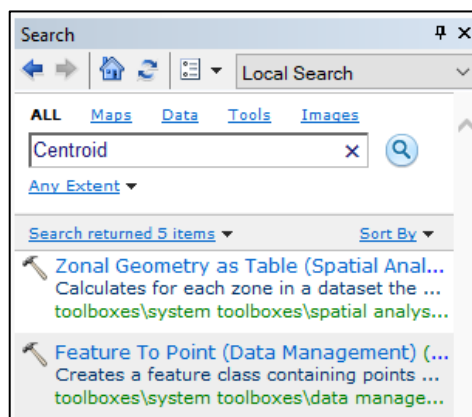 Search
Local Search
ALL Maps Data Tools Images
Centroid
Any Extent
Search returned 5 items Sort By
Zonal Geometry as Table (Spatial Anal...
Calculates for each zone in a dataset the ...
toolboxes\system toolboxes\spatial analys...
Feature To Point (Data Management) (...
Creates a feature class containing points ...
toolboxes\system toolboxes\data manage...